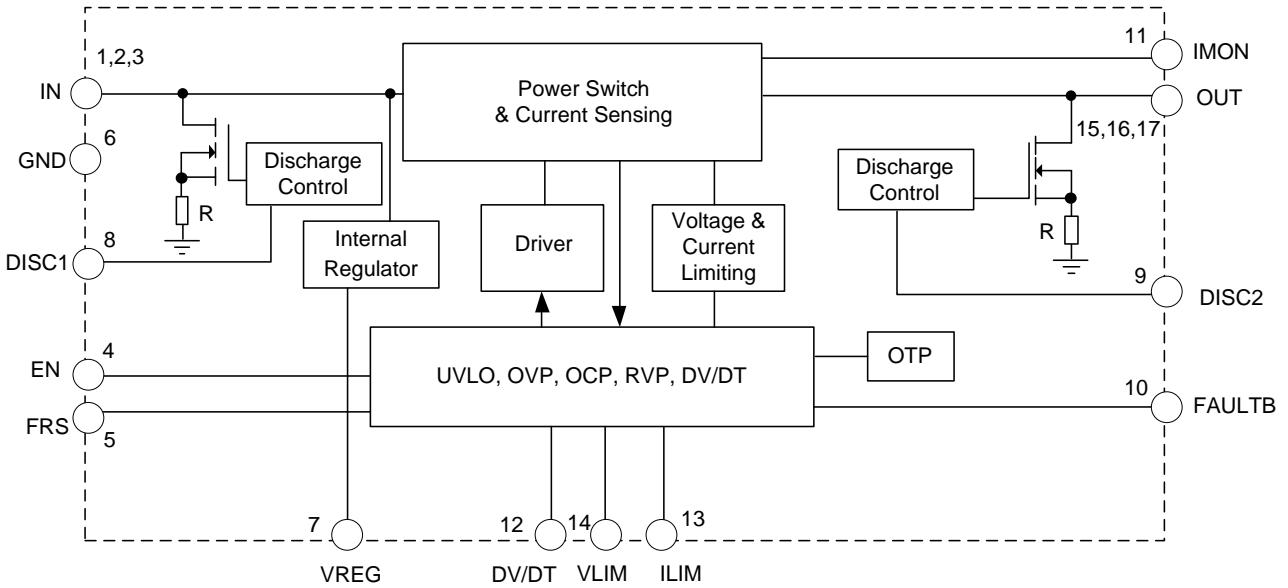 1,2,3
IN
6
GND
Discharge
Control
R
8
DISC1
Internal
Regulator
Power Switch
& Current Sensing
Driver
Voltage &
Current
Limiting
11
IMON
OUT
15,16,17
Discharge
Control
R
9
DISC2
4
EN
FRS
5
UVLO, OVP, OCP, RVP, DV/DT
OTP
10
FAULTB
7
VREG
12
DV/DT
14
VLIM
13
ILIM